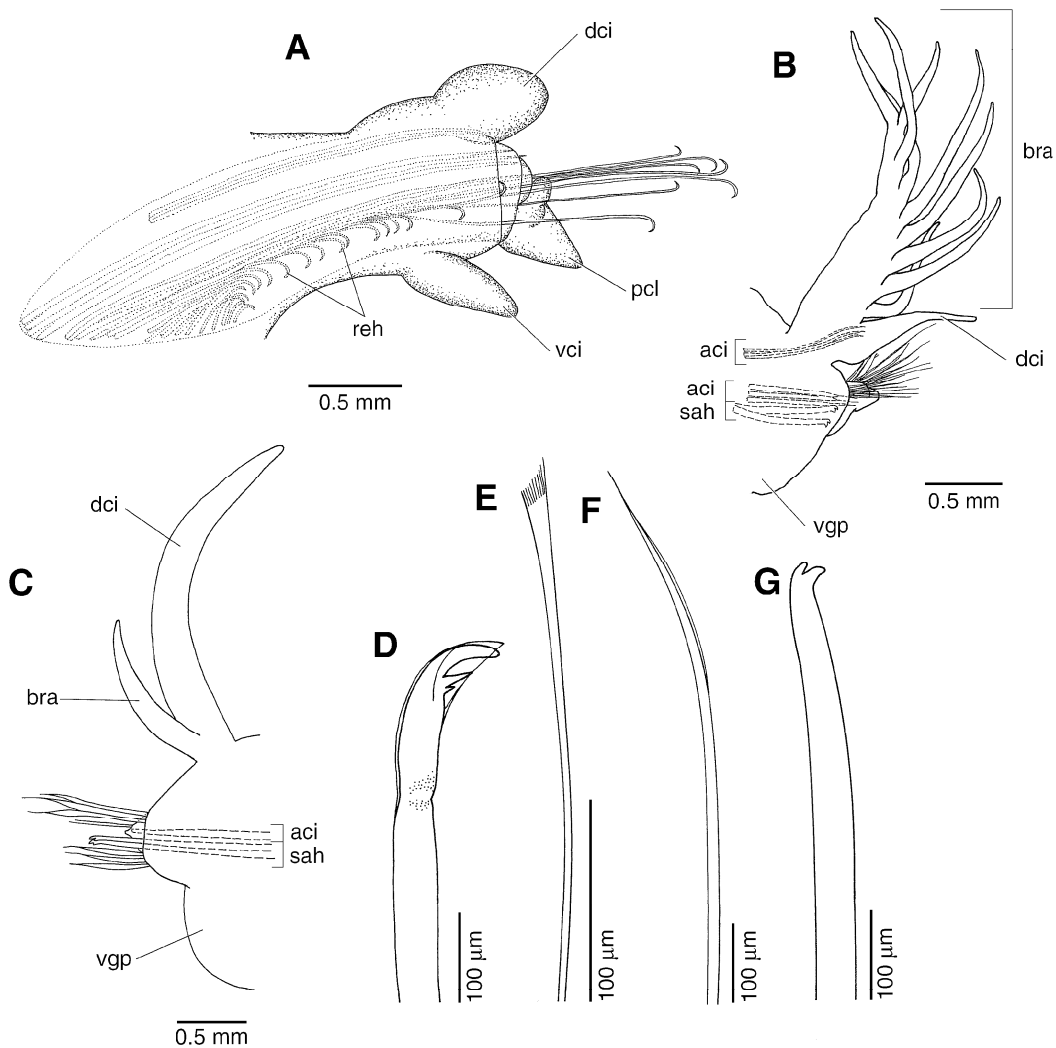 A
dci
reh
pcl
vci
0.5 mm
B
bra
aci
aci
sah
dci
vgp
0.5 mm
C
dci
bra
aci
sah
vgp
0.5 mm
D
100 µm
E
100 µm
F
100 µm
G
100 µm